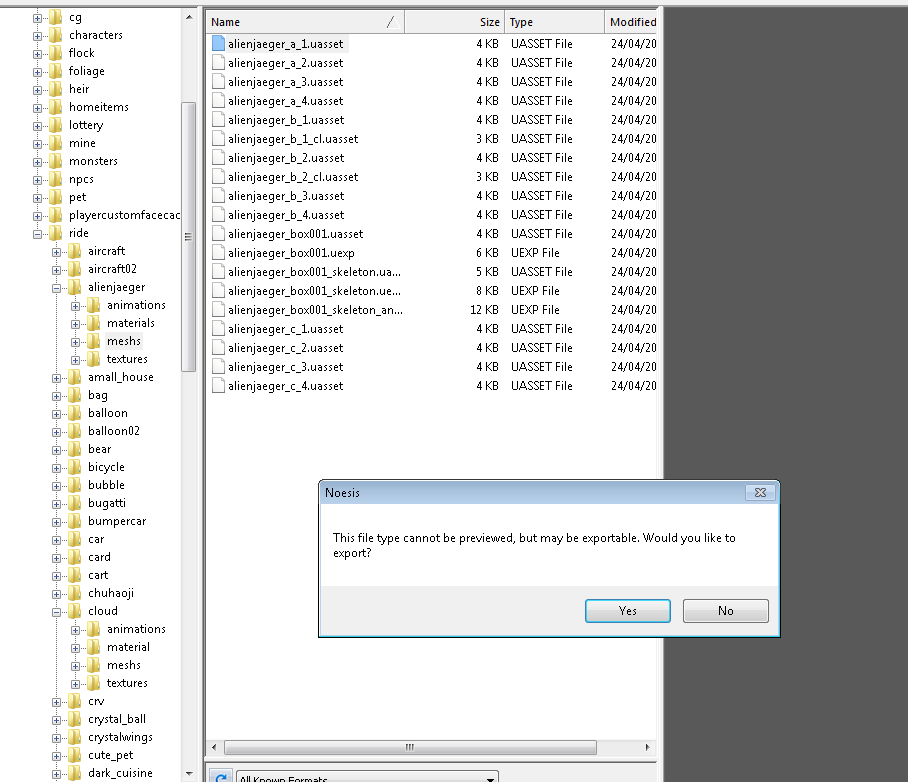 cg
characters
flock
foliage
heir
homeitems
lottery
mine
monsters
npcs
pet
playercustomfacecac
ride
aircraft
aircraft02
alienjaeger
animations
materials
meshs
textures
amall_house
bag
balloon
balloon02
bear
bicycle
bubble
bugatti
bumpercar
car
card
cart
chuhaoji
cloud
animations
material
meshs
textures
crv
crystal_ball
crystalwings
cute_pet
dark_cuisine
Name Size Type Modified
alienjaeger_a_1.uasset 4 KB UASSET File 24/04/20
alienjaeger_a_2.uasset 4 KB UASSET File 24/04/20
alienjaeger_a_3.uasset 4 KB UASSET File 24/04/20
alienjaeger_a_4.uasset 4 KB UASSET File 24/04/20
alienjaeger_b_1.uasset 4 KB UASSET File 24/04/20
alienjaeger_b_1_cl.uasset 3 KB UASSET File 24/04/20
alienjaeger_b_2.uasset 4 KB UASSET File 24/04/20
alienjaeger_b_2_cl.uasset 3 KB UASSET File 24/04/20
alienjaeger_b_3.uasset 4 KB UASSET File 24/04/20
alienjaeger_b_4.uasset 4 KB UASSET File 24/04/20
alienjaeger_box001.uasset 4 KB UASSET File 24/04/20
alienjaeger_box001.uexp 6 KB UEXP File 24/04/20
alienjaeger_box001_skeleton.ua... 5 KB UASSET File 24/04/20
alienjaeger_box001_skeleton.ue... 8 KB UEXP File 24/04/20
alienjaeger_box001_skeleton_an... 12 KB UEXP File 24/04/20
alienjaeger_c_1.uasset 4 KB UASSET File 24/04/20
alienjaeger_c_2.uasset 4 KB UASSET File 24/04/20
alienjaeger_c_3.uasset 4 KB UASSET File 24/04/20
alienjaeger_c_4.uasset 4 KB UASSET File 24/04/20
Noesis
This file type cannot be previewed, but may be exportable. Would you like to
export?
Yes No
All Known Formats